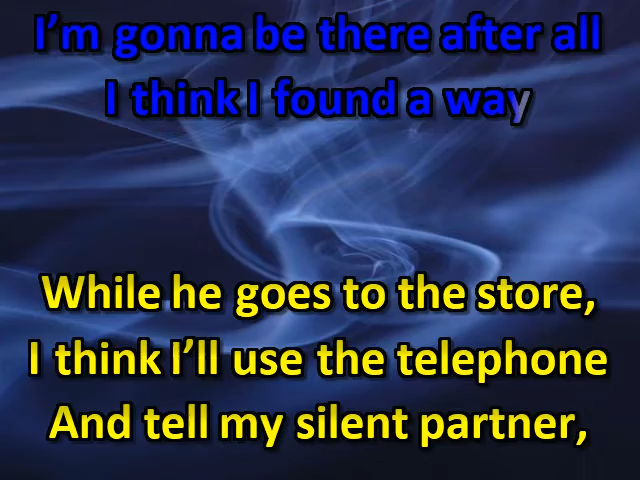 I’m gonna be there after all
I think I found a way
While he goes to the store,
I think I’ll use the telephone
And tell my silent partner,